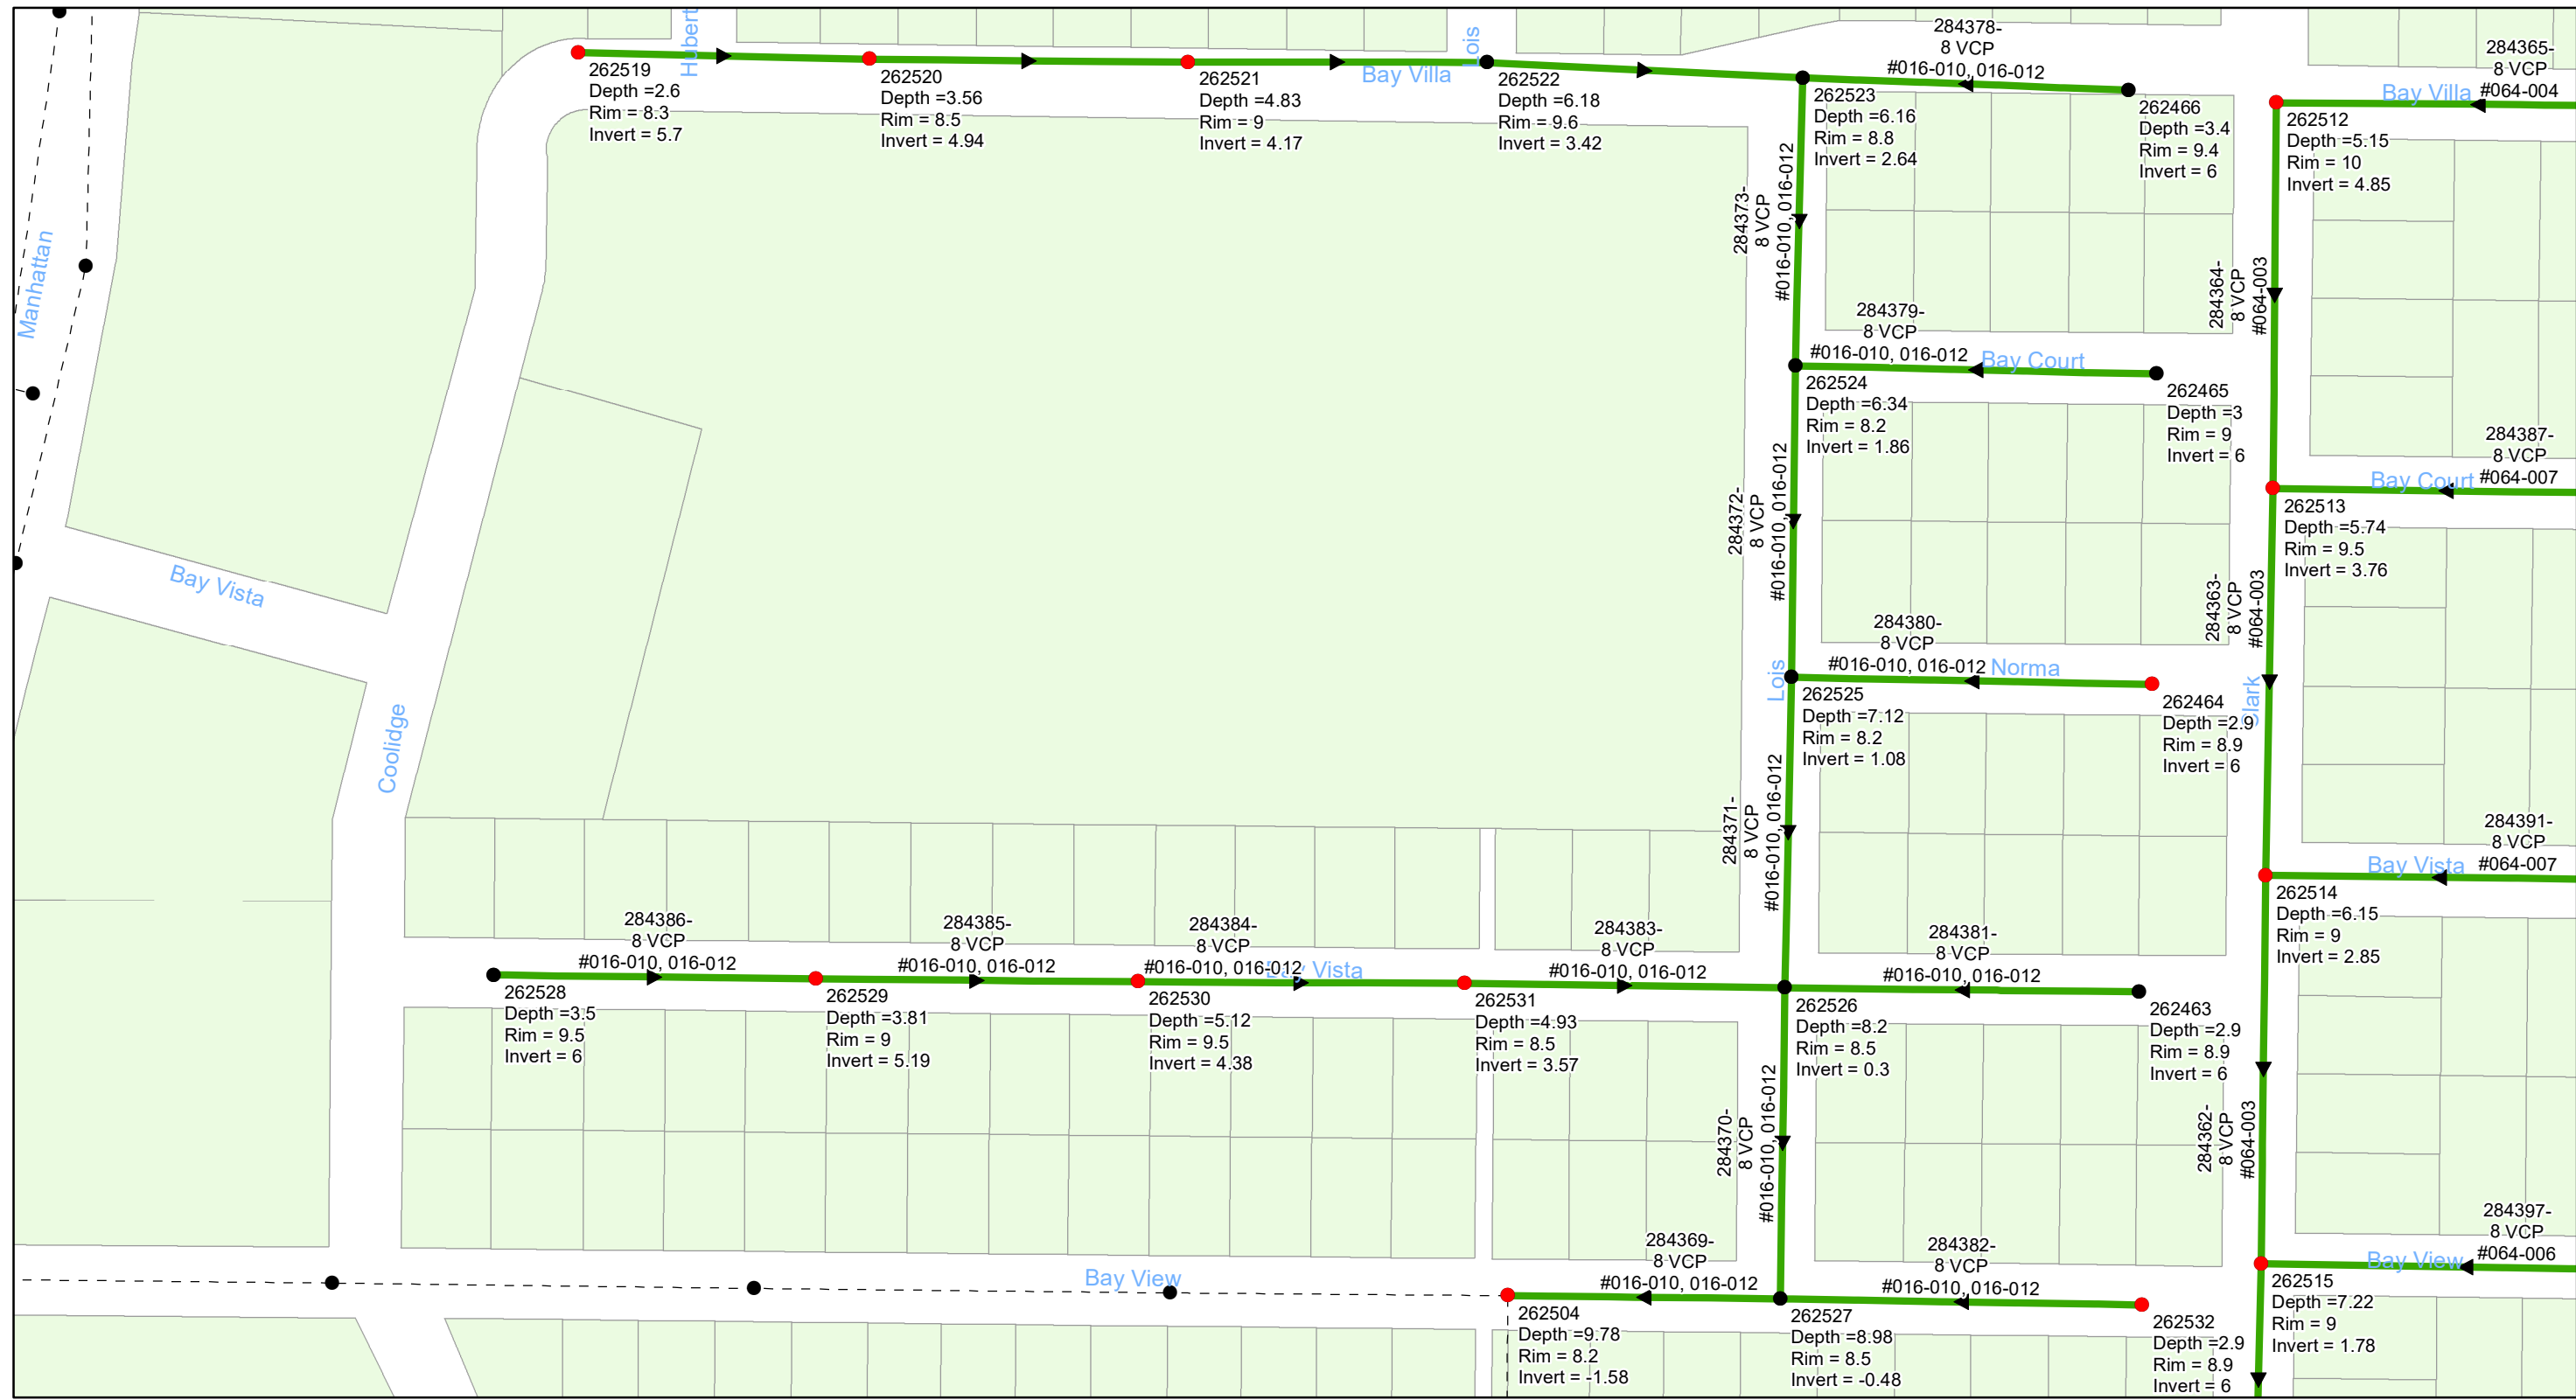 Hubert
Lois
284378-
8 VCP
#016-010, 016-012
284365-
8 VCP
#064-004
Bay Villa
Bay Villa
262519
Depth =2.6
Rim = 8.3
Invert = 5.7
262520
Depth =3.56
Rim = 8.5
Invert = 4.94
262521
Depth =4.83
Rim = 9
Invert = 4.17
262522
Depth =6.18
Rim = 9.6
Invert = 3.42
262523
Depth =6.16
Rim = 8.8
Invert = 2.64
262466
Depth =3.4
Rim = 9.4
Invert = 6
262512
Depth =5.15
Rim = 10
Invert = 4.85
Manhattan
284373-
8 VCP
#016-010, 016-012
284364-
8 VCP
#064-003
284379-
8 VCP
#016-010, 016-012
Bay Court
262524
Depth =6.34
Rim = 8.2
Invert = 1.86
262465
Depth =3
Rim = 9
Invert = 6
284387-
8 VCP
#064-007
Bay Court
262513
Depth =5.74
Rim = 9.5
Invert = 3.76
284372-
8 VCP
#016-010, 016-012
284363-
8 VCP
#064-003
Bay Vista
284380-
8 VCP
#016-010, 016-012
Norma
Lois
262525
Depth =7.12
Rim = 8.2
Invert = 1.08
262464
Depth =2.9
Rim = 8.9
Invert = 6
Clark
Coolidge
284371-
8 VCP
#016-010, 016-012
284391-
8 VCP
#064-007
Bay Vista
262514
Depth =6.15
Rim = 9
Invert = 2.85
284386-
8 VCP
#016-010, 016-012
284385-
8 VCP
#016-010, 016-012
284384-
8 VCP
#016-010, 016-012
Bay Vista
284383-
8 VCP
#016-010, 016-012
284381-
8 VCP
#016-010, 016-012
262528
Depth =3.5
Rim = 9.5
Invert = 6
262529
Depth =3.81
Rim = 9
Invert = 5.19
262530
Depth =5.12
Rim = 9.5
Invert = 4.38
262531
Depth =4.93
Rim = 8.5
Invert = 3.57
262526
Depth =8.2
Rim = 8.5
Invert = 0.3
262463
Depth =2.9
Rim = 8.9
Invert = 6
284370-
8 VCP
#016-010, 016-012
284362-
8 VCP
#064-003
284369-
8 VCP
#016-010, 016-012
284382-
8 VCP
#016-010, 016-012
284397-
8 VCP
#064-006
Bay View
Bay View
262504
Depth =9.78
Rim = 8.2
Invert = -1.58
262527
Depth =8.98
Rim = 8.5
Invert = -0.48
262532
Depth =2.9
Rim = 8.9
Invert = 6
262515
Depth =7.22
Rim = 9
Invert = 1.78